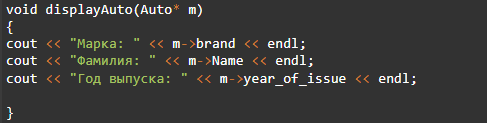 void displayAuto(Auto* m)
{
cout << "Марка: " << m->brand << endl;
cout << "Фамилия: " << m->Name << endl;
cout << "Год выпуска: " << m->year_of_issue << endl;
}